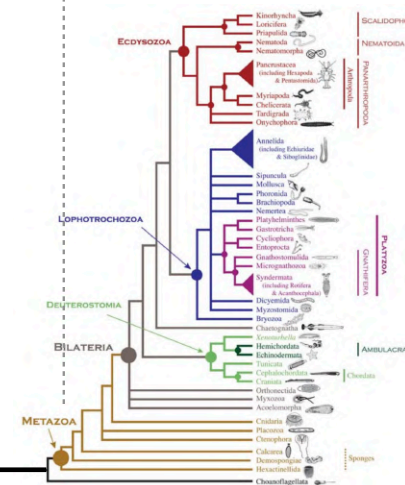 Kinorhyncha
Loricifera
Priapulida
SCALIDOPH
ECDYSOZOA
Nematoda
Nematomorpha
NEMATOIDA
Pancrustacea
(including Hexapoda
& Pentastomida)
Arthropoda
PANARTHROPODA
Myriapoda
Chelicerata
Tardigrada
Onychophora
Annelida
(including Echiuridae
& Siboglinidae)
Sipuncula
Mollusca
Phoronida
Brachiopoda
Nemertea
LOPHOTROCHOZOA
Platyhelminthes
Gastrotricha
Cycliophora
Entoprocta
Gnathostomulida
Micrognathozoa
Syndermata
(including Rotifera
& Acanthocephala)
GNATHIFERA
PLATYZOA
Dicyemida
Myzostomida
Bryozoa
Chaetognatha
DEUTEROSTOMIA
Xenoturbella
Hemichordata
Echinodermata
AMBULACRA
Tunicata
Cephalochordata
Craniata
Chordata
BILATERIA
Orthonectida
Myxozoa
Acoelomorpha
METAZOA
Cnidaria
Placozoa
Ctenophora
Calcarea
Demospongiae
Hexactinellida
Sponges
Choanoflagellata